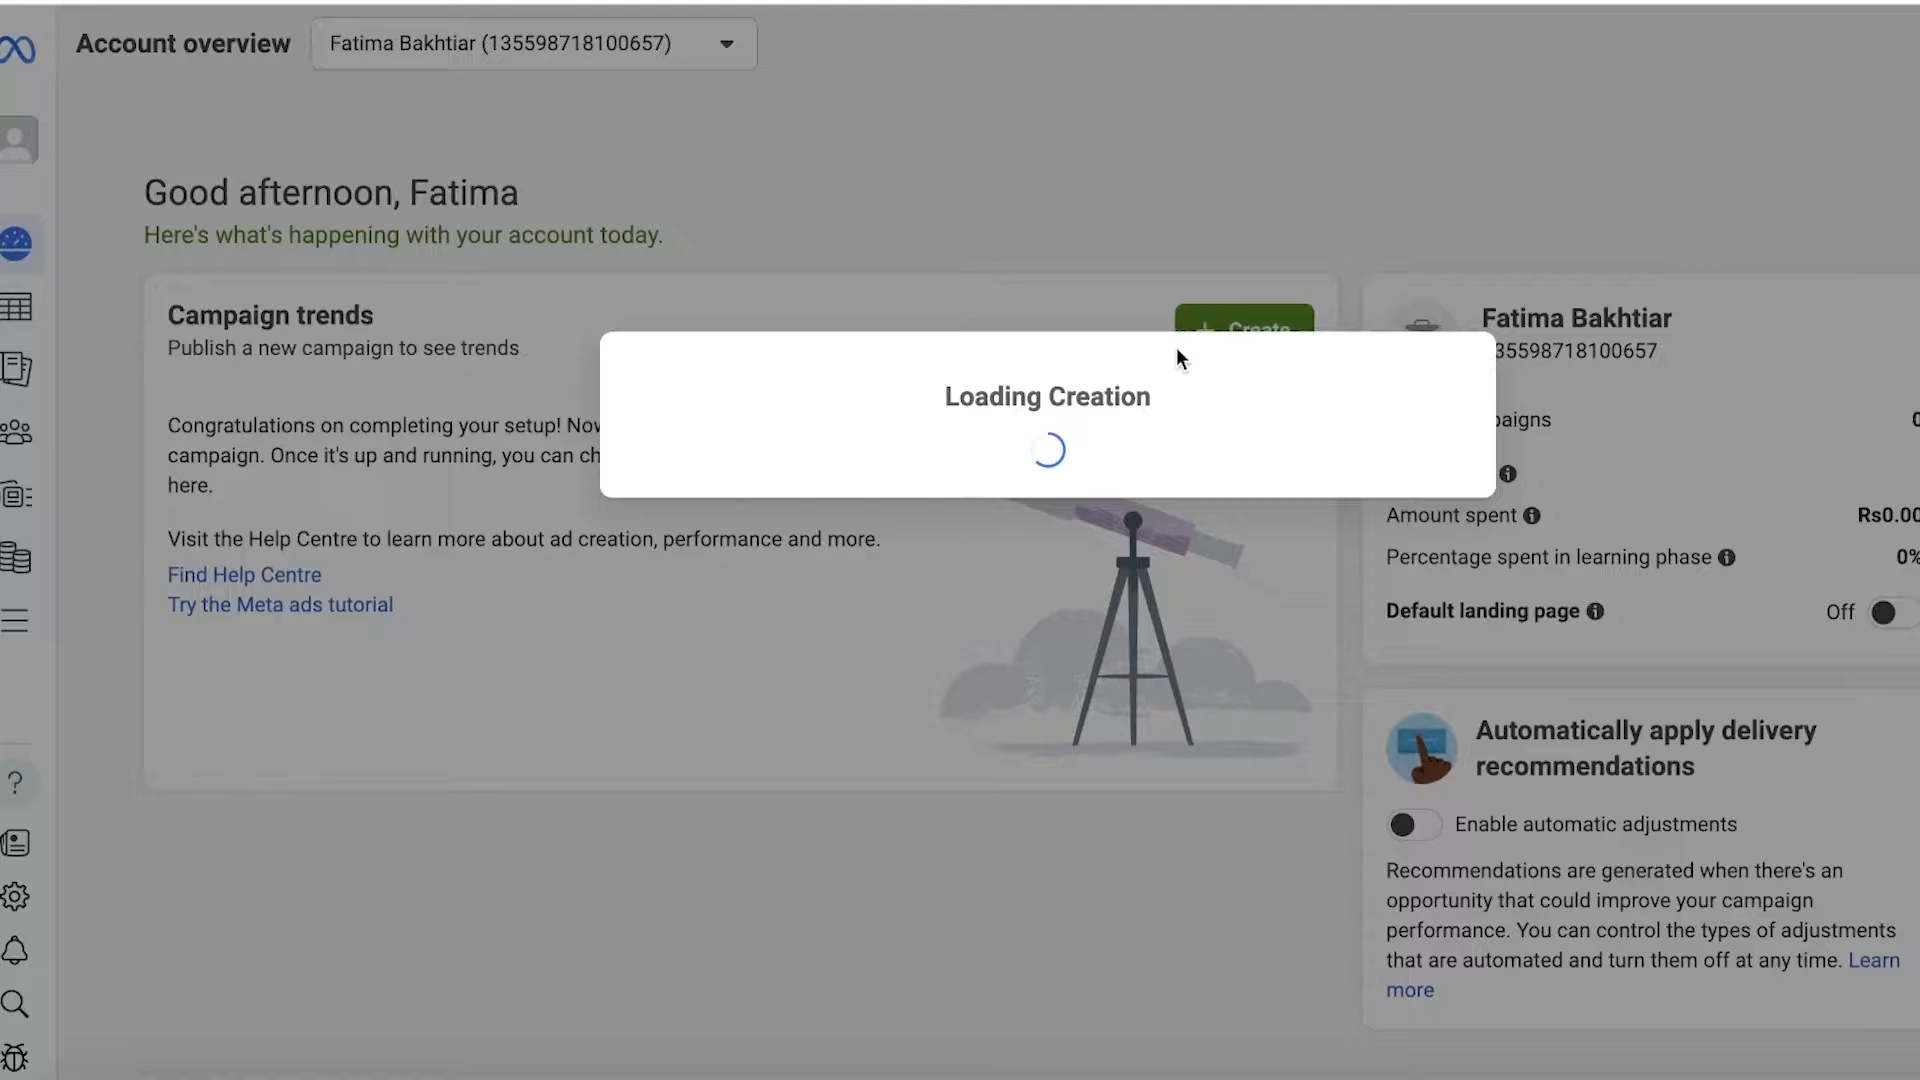 Account overview
Fatima Bakhtiar (135598718100657)
Good afternoon, Fatima
Here's what's happening with your account today.
Campaign trends
Publish a new campaign to see trends
Create
Congratulations on completing your setup!
campaign. Once it's up and running, you can
here.
Visit the Help Centre to learn more about ad creation, performance and more.
Find Help Centre
Try the Meta ads tutorial
Loading Creation
Fatima Bakhtiar
35598718100657
paigns
Amount spent
Rs0.00
Percentage spent in learning phase
0%
Default landing page
Off
Automatically apply delivery
recommendations
Enable automatic adjustments
Recommendations are generated when there's an
opportunity that could improve your campaign
performance. You can control the types of adjustments
that are automated and turn them off at any time. Learn
more